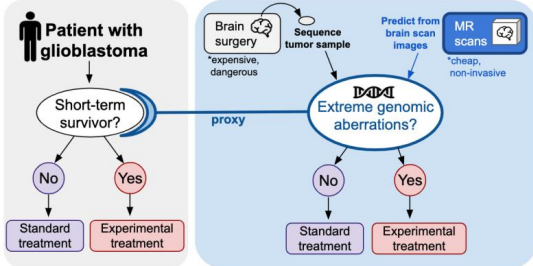 Patient with
glioblastoma
Short-term
survivor?
No
Yes
Standard
treatment
Experimental
treatment
Brain
surgery
*expensive,
dangerous
Sequence
tumor sample
Predict from
brain scan
images
MR
scans
*cheap,
non-invasive
proxy
Extreme genomic
aberrations?
No
Yes
Standard
treatment
Experimental
treatment